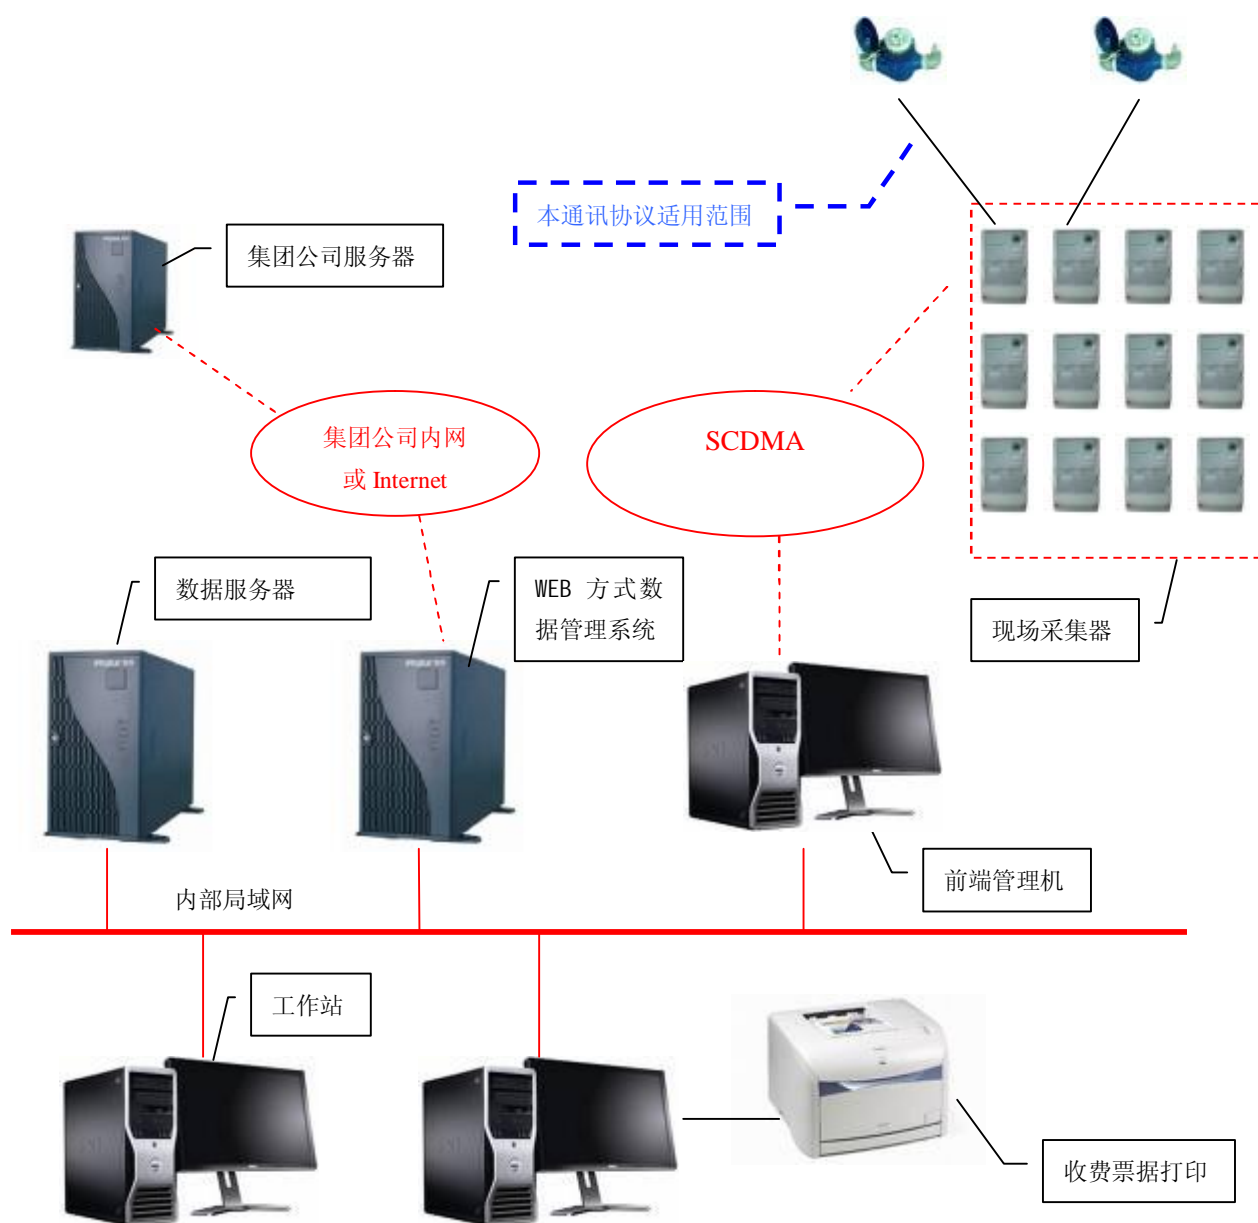 本通讯协议适用范围
集团公司服务器
集团公司内网
或 Internet
SCDMA
数据服务器
WEB 方式数
据管理系统
现场采集器
前端管理机
内部局域网
工作站
收费票据打印